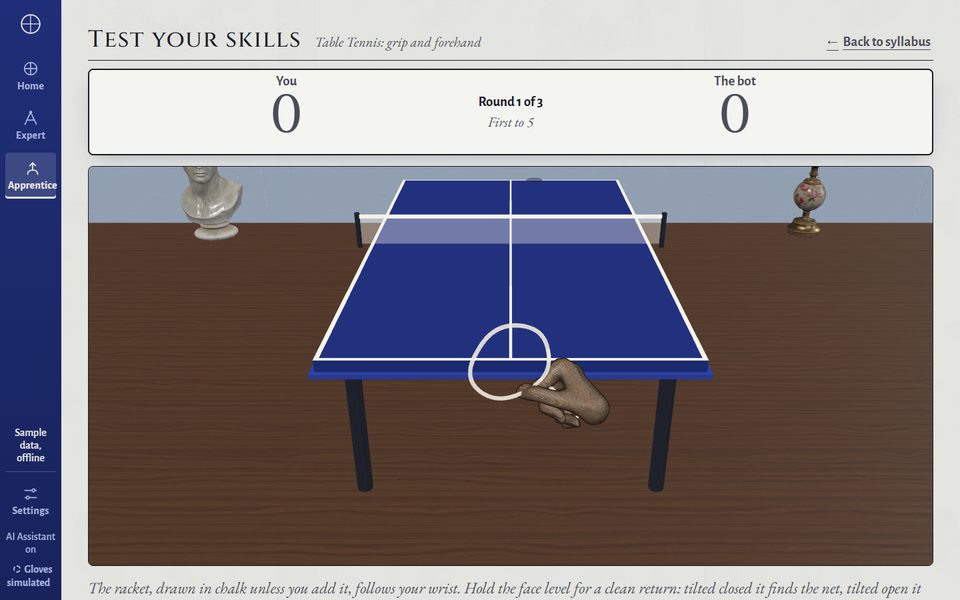 Test your skills
Table Tennis: grip and forehand
← Back to syllabus
You
0
Round 1 of 3
First to 5
The bot
0
Home
Expert
Apprentice
Sample
data,
offline
Settings
AI Assistant
on
Gloves
simulated
The racket, drawn in chalk unless you add it, follows your wrist. Hold the face level for a clean return: tilted closed it finds the net, tilted open it